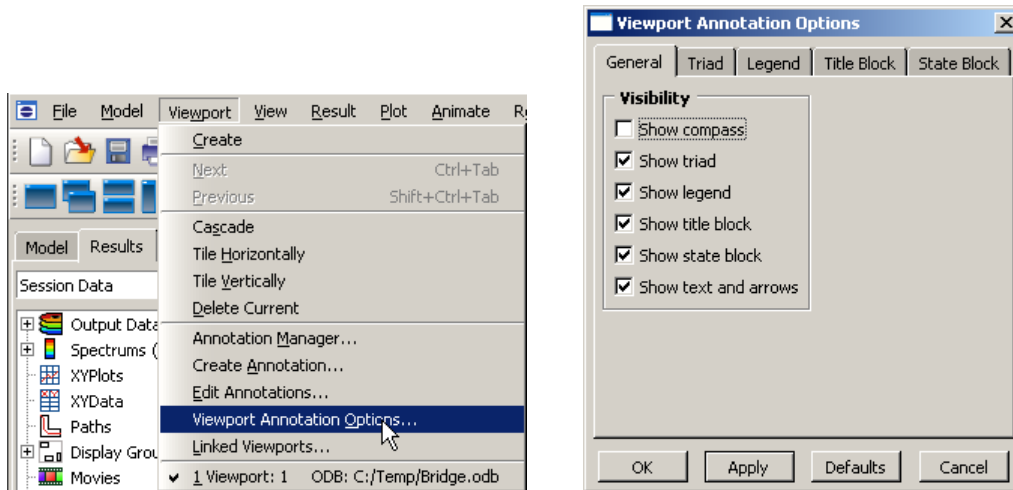 File Model Viewport View Result Plot Animate
Create
Next Ctrl+Tab
Previous Shift+Ctrl+Tab
Cascade
Tile Horizontally
Tile Vertically
Delete Current
Annotation Manager...
Create Annotation...
Edit Annotations...
Viewport Annotation Options...
Linked Viewports...
1 Viewport: 1 ODB: C:/Temp/Bridge.odb
Model Results
Session Data
Output Data
Spectrums (
XYPlots
XYData
Paths
Display Grou
Movies
Viewport Annotation Options
General Triad Legend Title Block State Block
Visibility
Show compass
Show triad
Show legend
Show title block
Show state block
Show text and arrows
OK Apply Defaults Cancel